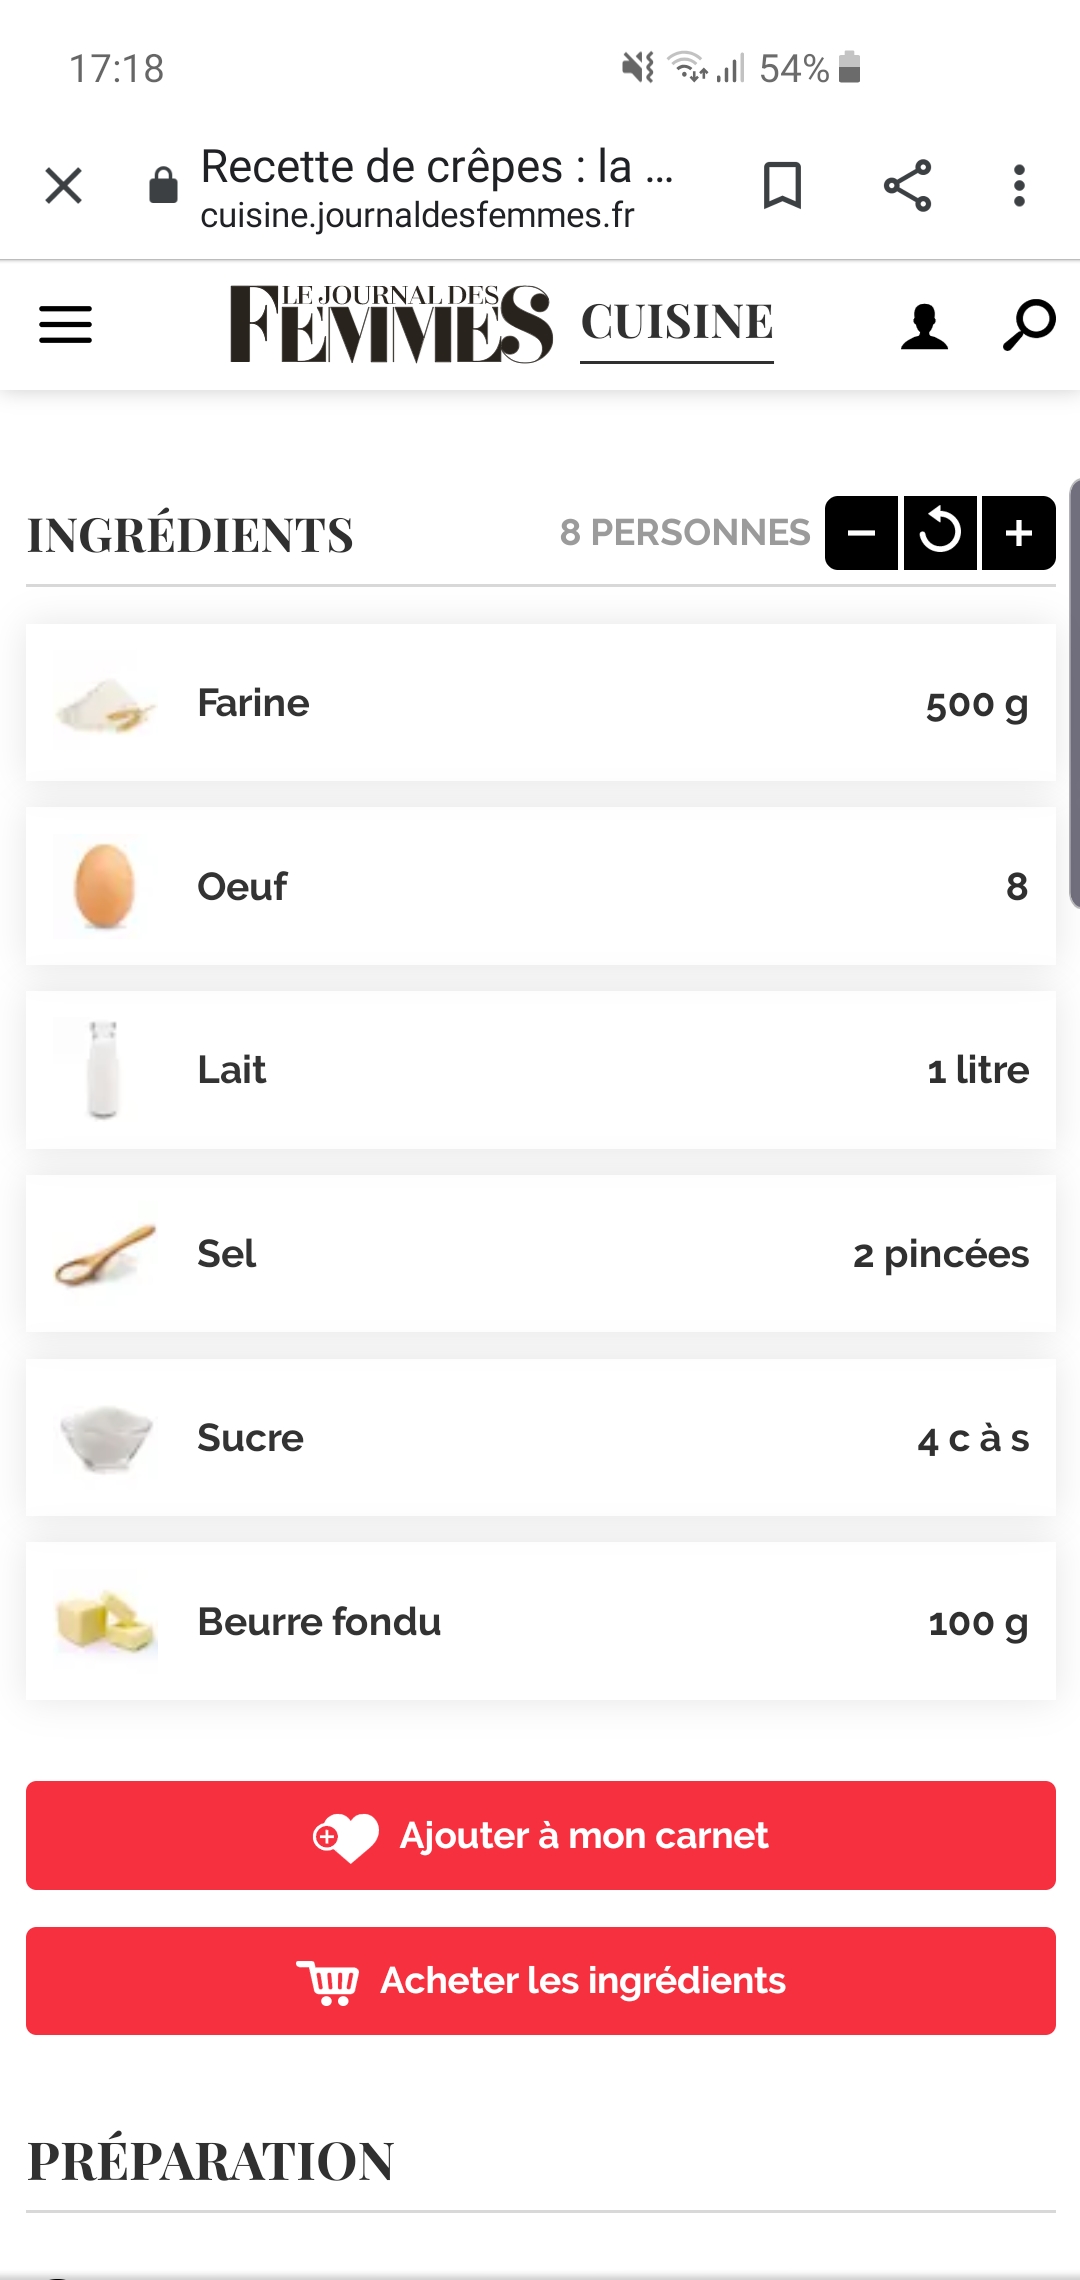 17:18
54%
Recette de crêpes : la ...
cuisine.journaldesfemmes.fr
LE JOURNAL DES
FEMMES CUISINE
INGRÉDIENTS
8 PERSONNES
Farine 500 g
Oeuf 8
Lait 1 litre
Sel 2 pincées
Sucre 4 c à s
Beurre fondu 100 g
Ajouter à mon carnet
Acheter les ingrédients
PRÉPARATION